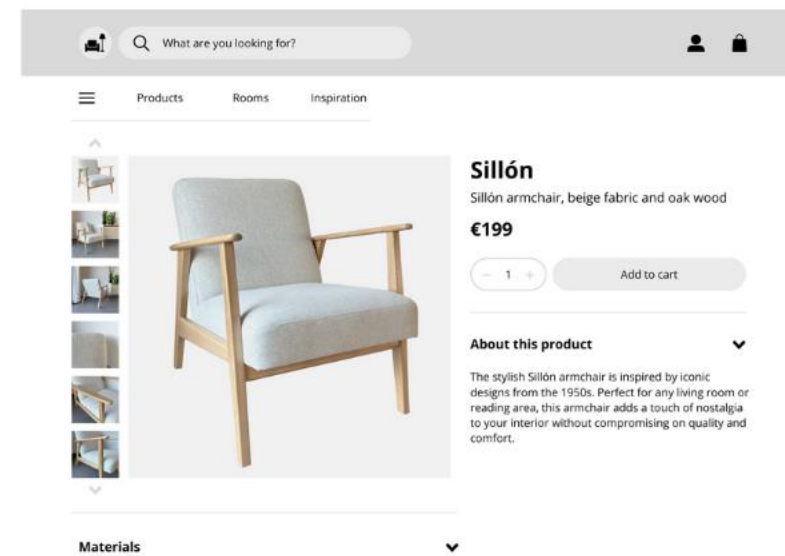 What are you looking for?
Products Rooms Inspiration
Sillón
Sillón armchair, beige fabric and oak wood
€199
− 1 + Add to cart
About this product
The stylish Sillón armchair is inspired by iconic
designs from the 1950s. Perfect for any living room or
reading area, this armchair adds a touch of nostalgia
to your interior without compromising on quality and
comfort.
Materials